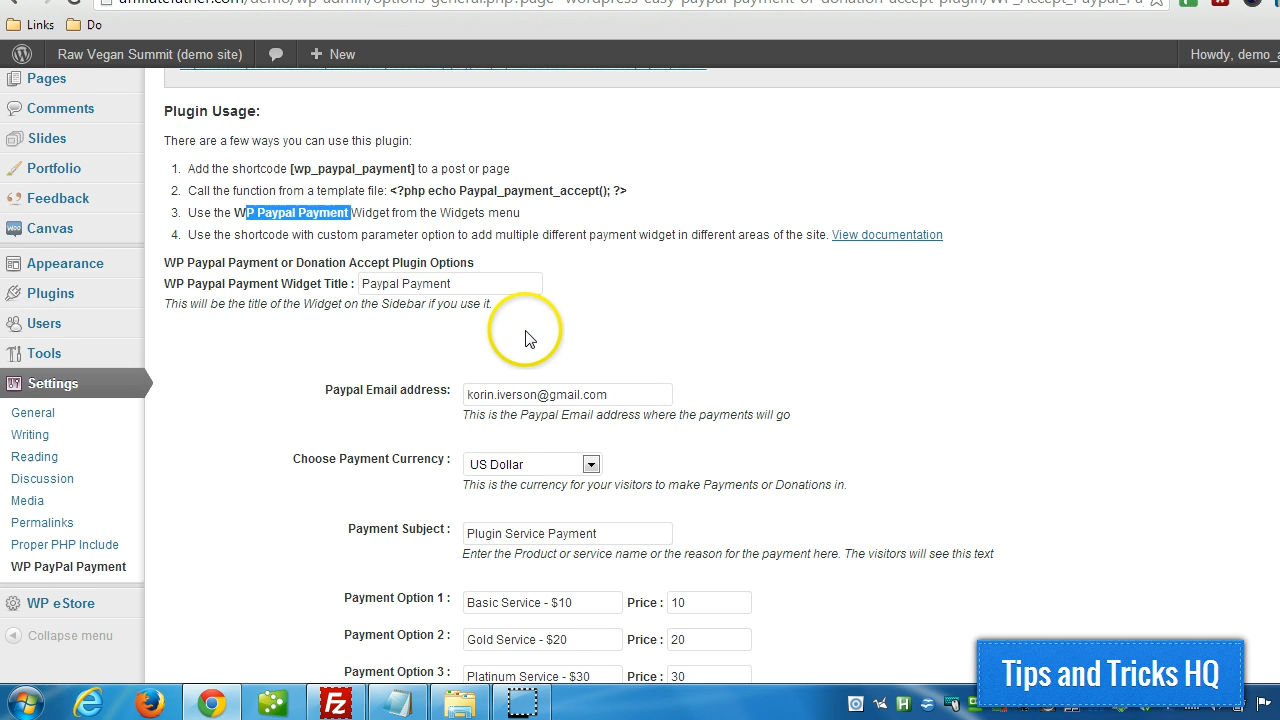 Links
Do
Raw Vegan Summit (demo site)
New
Howdy, demo_a
Pages
Comments
Slides
Portfolio
Feedback
Canvas
Appearance
Plugins
Users
Tools
Settings
General
Writing
Reading
Discussion
Media
Permalinks
Proper PHP Include
WP PayPal Payment
WP eStore
Collapse menu
Plugin Usage:
There are a few ways you can use this plugin:
1. Add the shortcode [wp_paypal_payment] to a post or page
2. Call the function from a template file: <?php echo Paypal_payment_accept(); ?>
3. Use the WP Paypal Payment Widget from the Widgets menu
4. Use the shortcode with custom parameter option to add multiple different payment widget in different areas of the site. View documentation
WP Paypal Payment or Donation Accept Plugin Options
WP Paypal Payment Widget Title : Paypal Payment
This will be the title of the Widget on the Sidebar if you use it.
Paypal Email address: korin.iverson@gmail.com
This is the Paypal Email address where the payments will go
Choose Payment Currency : US Dollar
This is the currency for your visitors to make Payments or Donations in.
Payment Subject : Plugin Service Payment
Enter the Product or service name or the reason for the payment here. The visitors will see this text
Payment Option 1 : Basic Service - $10 Price : 10
Payment Option 2 : Gold Service - $20 Price : 20
Payment Option 3 : Platinum Service - $30 Price : 30
Tips and Tricks HQ